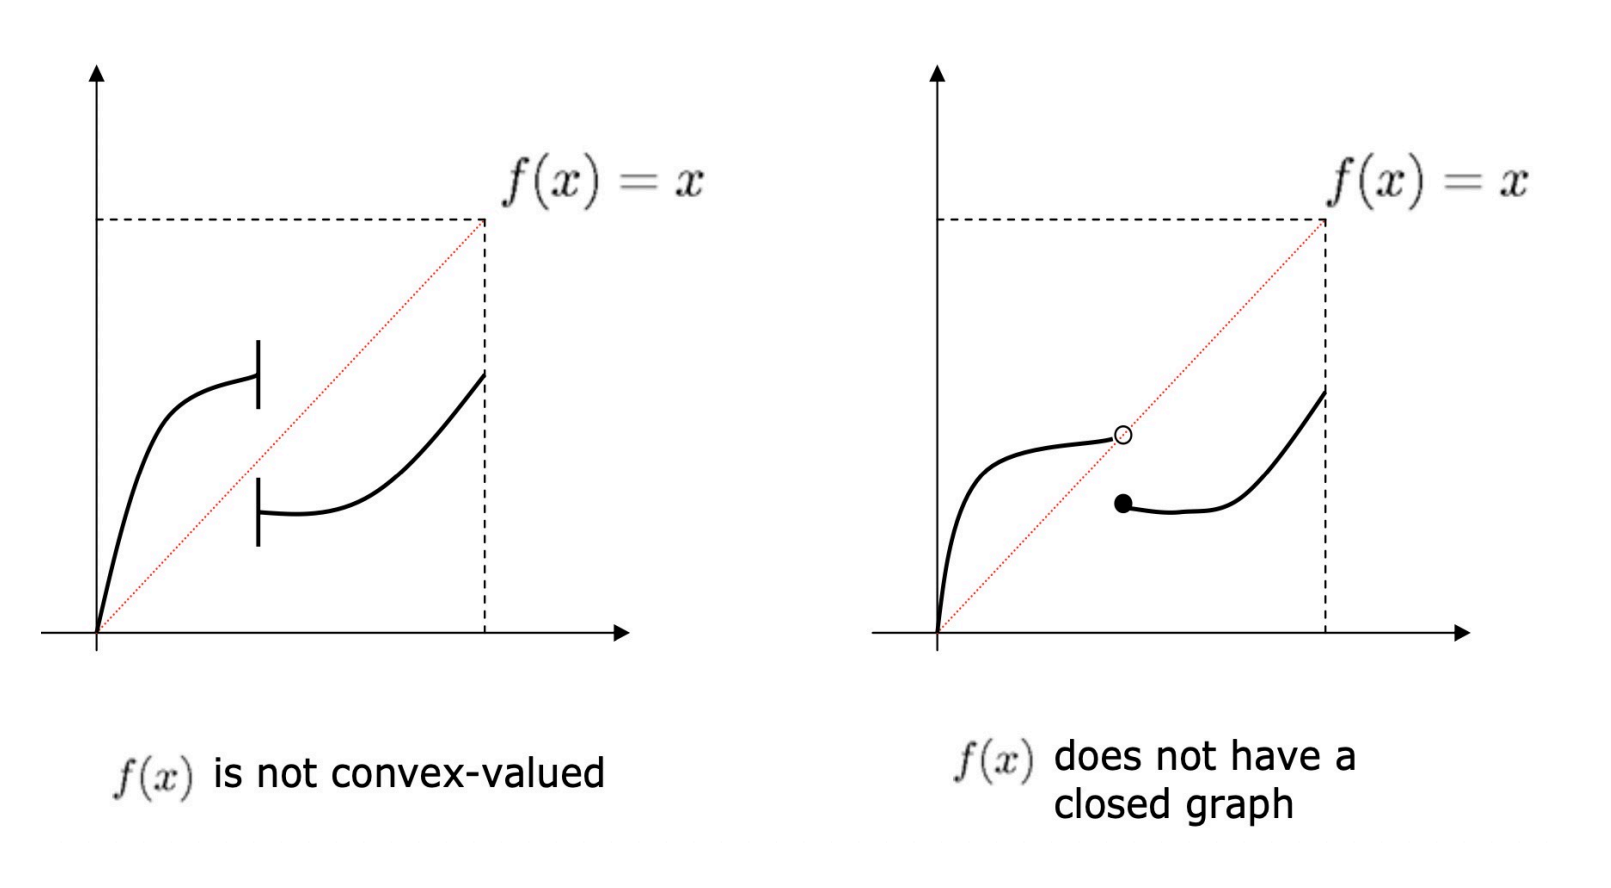 f(x) = x
f(x) = x
f(x) is not convex-valued
f(x) does not have a
closed graph